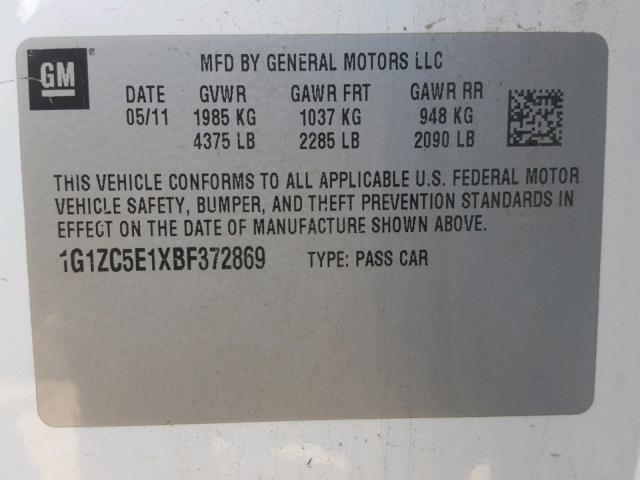 GM
MFD BY GENERAL MOTORS LLC
DATE GVWR GAWR FRT GAWR RR
05/11 1985 KG 1037 KG 948 KG
4375 LB 2285 LB 2090 LB
THIS VEHICLE CONFORMS TO ALL APPLICABLE U.S. FEDERAL MOTOR
VEHICLE SAFETY, BUMPER, AND THEFT PREVENTION STANDARDS IN
EFFECT ON THE DATE OF MANUFACTURE SHOWN ABOVE.
1G1ZC5E1XBF372869 TYPE: PASS CAR